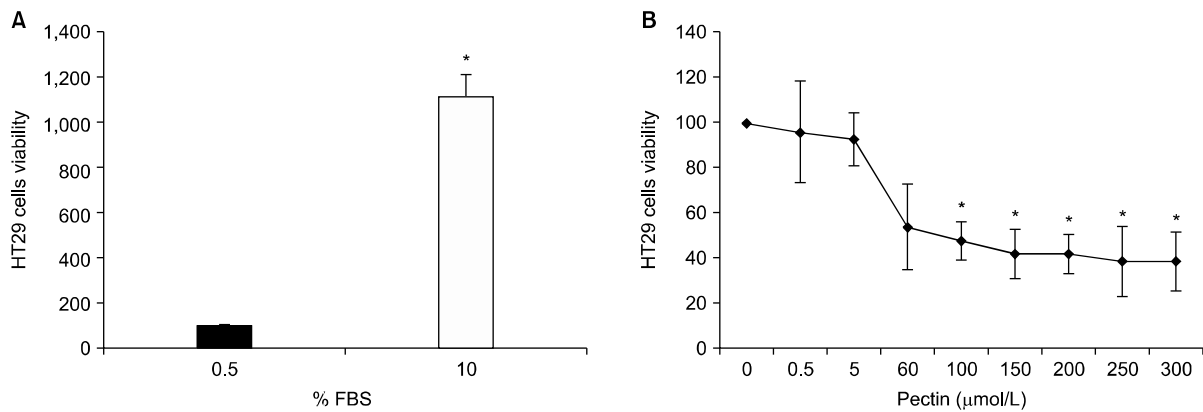 A
HT29 cells viability
1,400
1,200
1,000
800
600
400
200
0
*
0.5 10
% FBS
B
HT29 cells viability
140
120
100
80
60
40
20
0
* * * * *
0 0.5 5 60 100 150 200 250 300
Pectin (μmol/L)